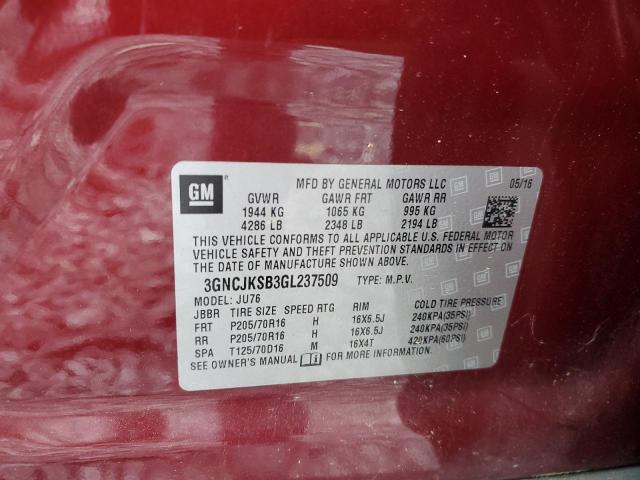 GM
MFD BY GENERAL MOTORS LLC 05/16
GVWR GAWR FRT GAWR RR
1944 KG 1065 KG 995 KG
4286 LB 2348 LB 2194 LB
THIS VEHICLE CONFORMS TO ALL APPLICABLE U.S. FEDERAL MOTOR
VEHICLE SAFETY AND THEFT PREVENTION STANDARDS IN EFFECT ON
THE DATE OF MANUFACTURE SHOWN ABOVE.
3GNCJKSB3GL237509 TYPE: M.P.V.
MODEL: JU76
JBBR TIRE SIZE SPEED RTG RIM COLD TIRE PRESSURE
FRT P205/70R16 H 16X6.5J 240KPA(35PSI)
RR P205/70R16 H 16X6.5J 240KPA(35PSI)
SPA T125/70D16 M 16X4T 420KPA(60PSI)
SEE OWNER'S MANUAL FOR MORE INFORMATION.